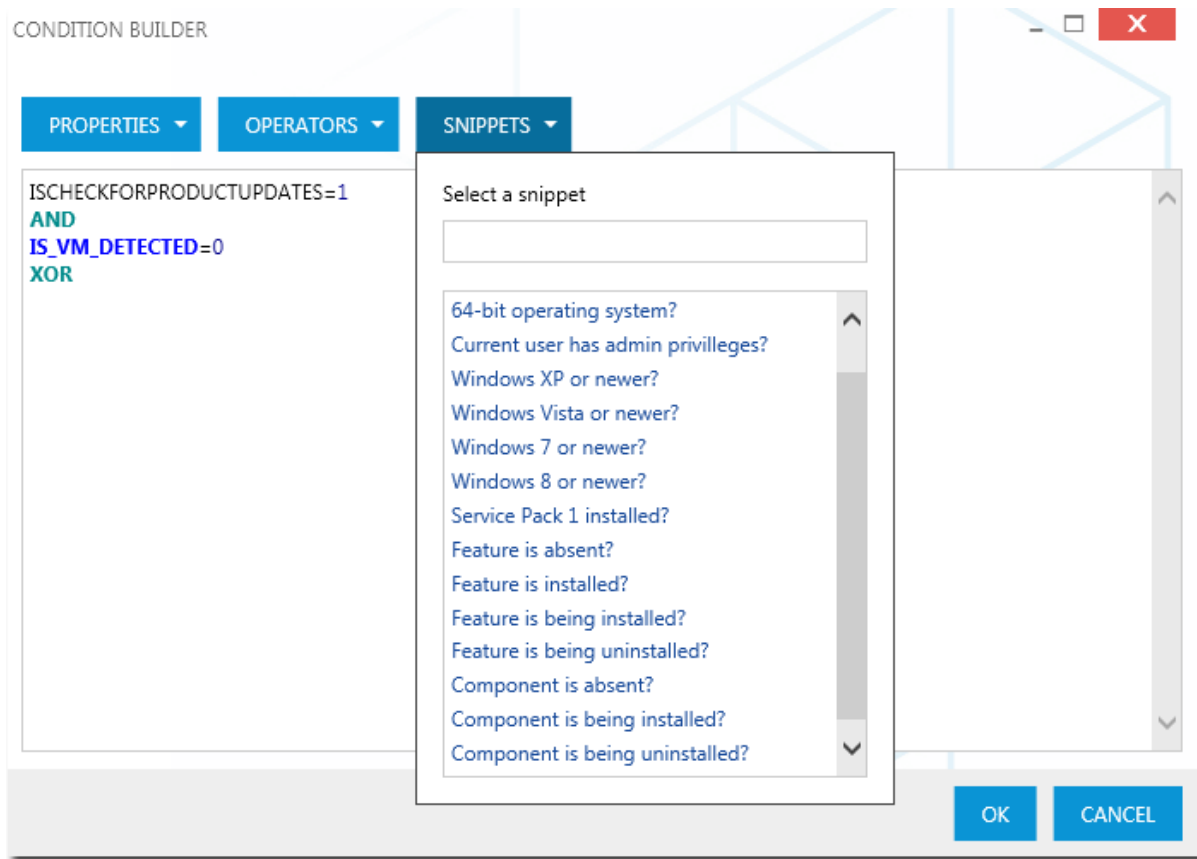 CONDITION BUILDER
PROPERTIES
OPERATORS
SNIPPETS
ISCHECKFORPRODUCTUPDATES=1
AND
IS_VM_DETECTED=0
XOR
Select a snippet
64-bit operating system?
Current user has admin privilleges?
Windows XP or newer?
Windows Vista or newer?
Windows 7 or newer?
Windows 8 or newer?
Service Pack 1 installed?
Feature is absent?
Feature is installed?
Feature is being installed?
Feature is being uninstalled?
Component is absent?
Component is being installed?
Component is being uninstalled?
OK
CANCEL